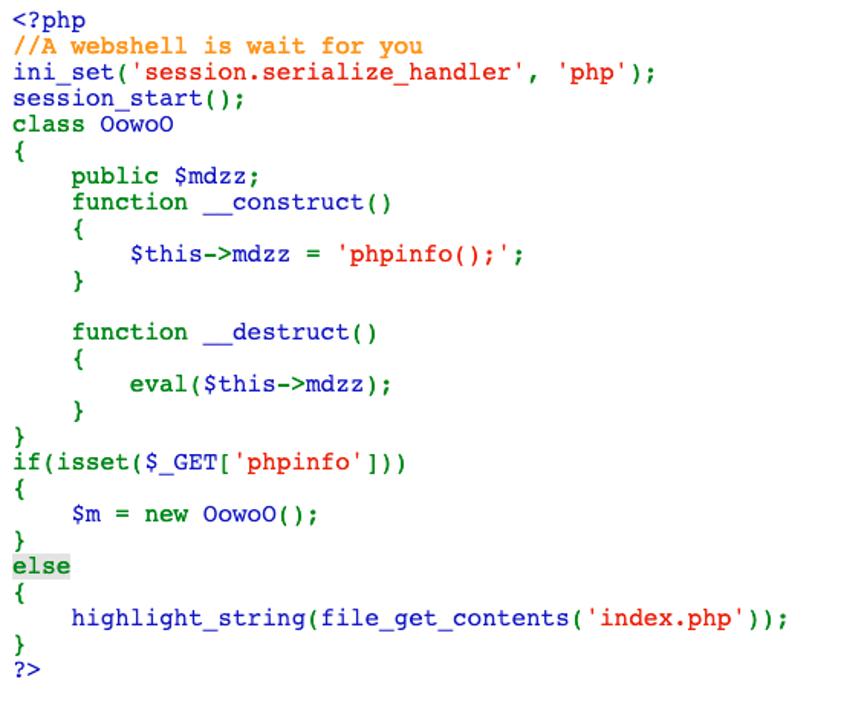 <?php
//A webshell is wait for you
ini_set('session.serialize_handler', 'php');
session_start();
class OowoO
{
    public $mdzz;
    function __construct()
    {
        $this->mdzz = 'phpinfo();';
    }

    function __destruct()
    {
        eval($this->mdzz);
    }
}
if(isset($_GET['phpinfo']))
{
    $m = new OowoO();
}
else
{
    highlight_string(file_get_contents('index.php'));
}
?>